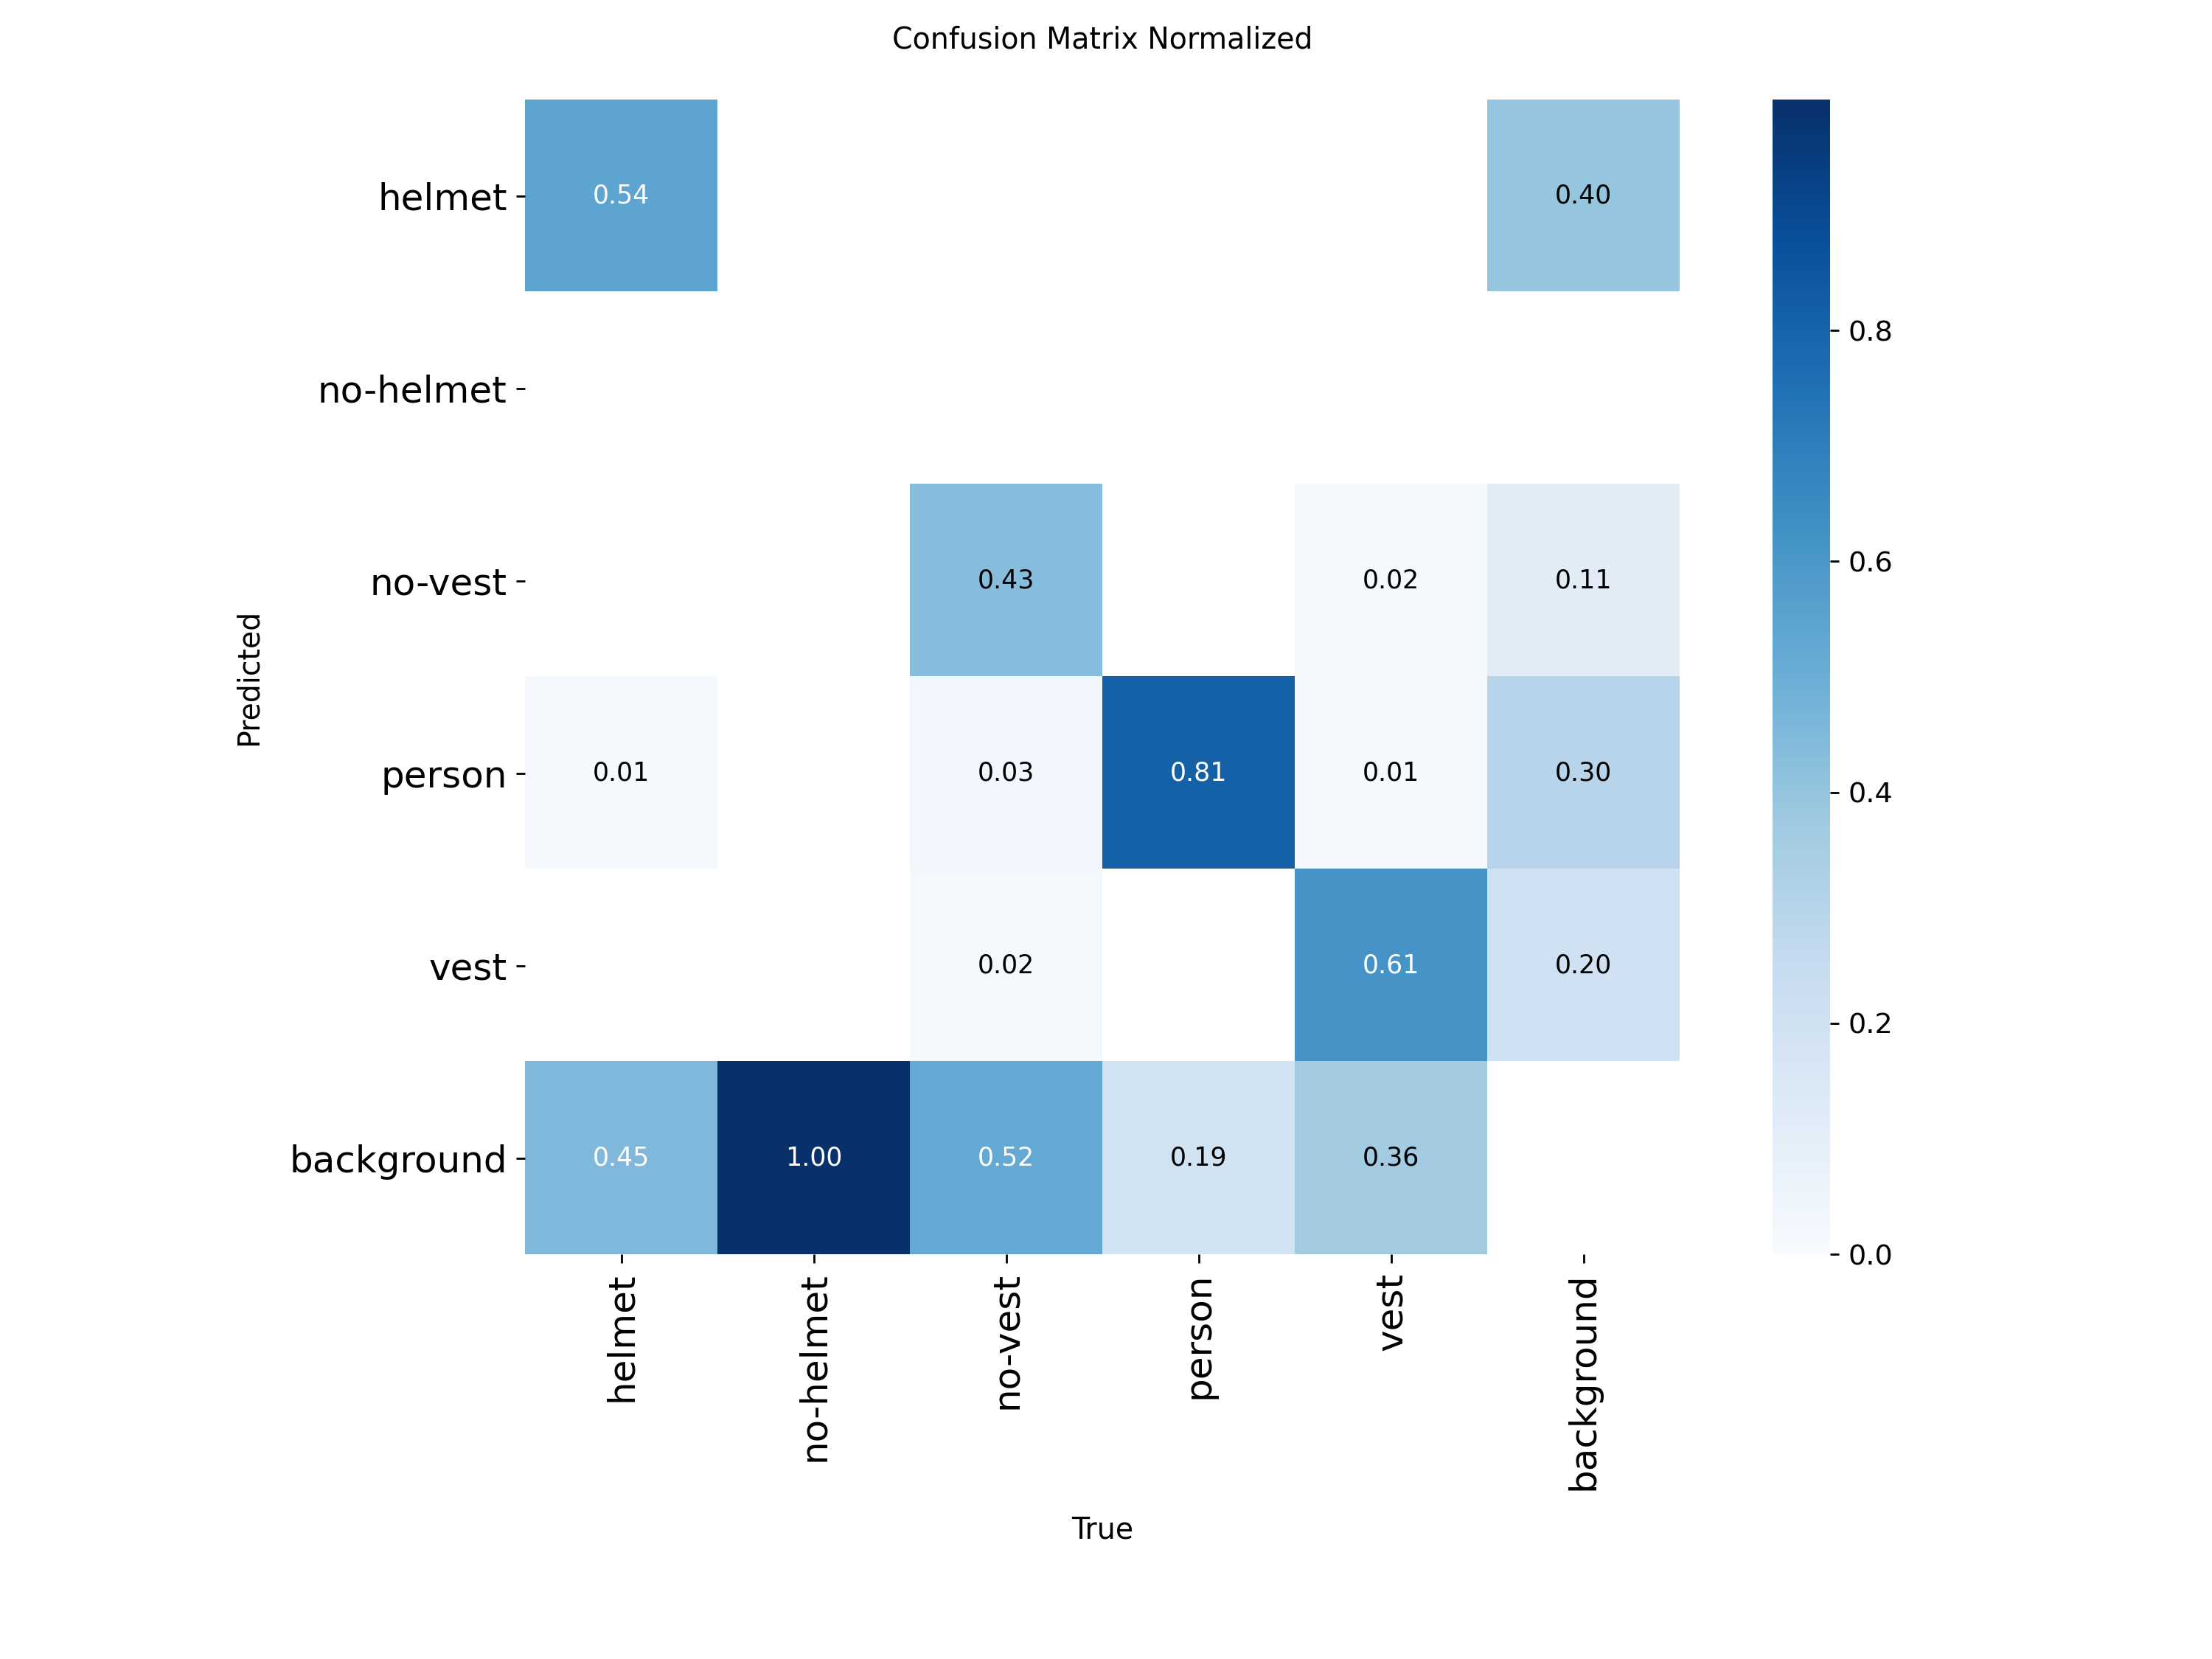 Confusion Matrix Normalized
helmet 0.54 0.40
no-helmet
no-vest 0.43 0.02 0.11
person 0.01 0.03 0.81 0.01 0.30
vest 0.02 0.61 0.20
background 0.45 1.00 0.52 0.19 0.36
Predicted
helmet no-helmet no-vest person vest background
True
0.8
0.6
0.4
0.2
0.0